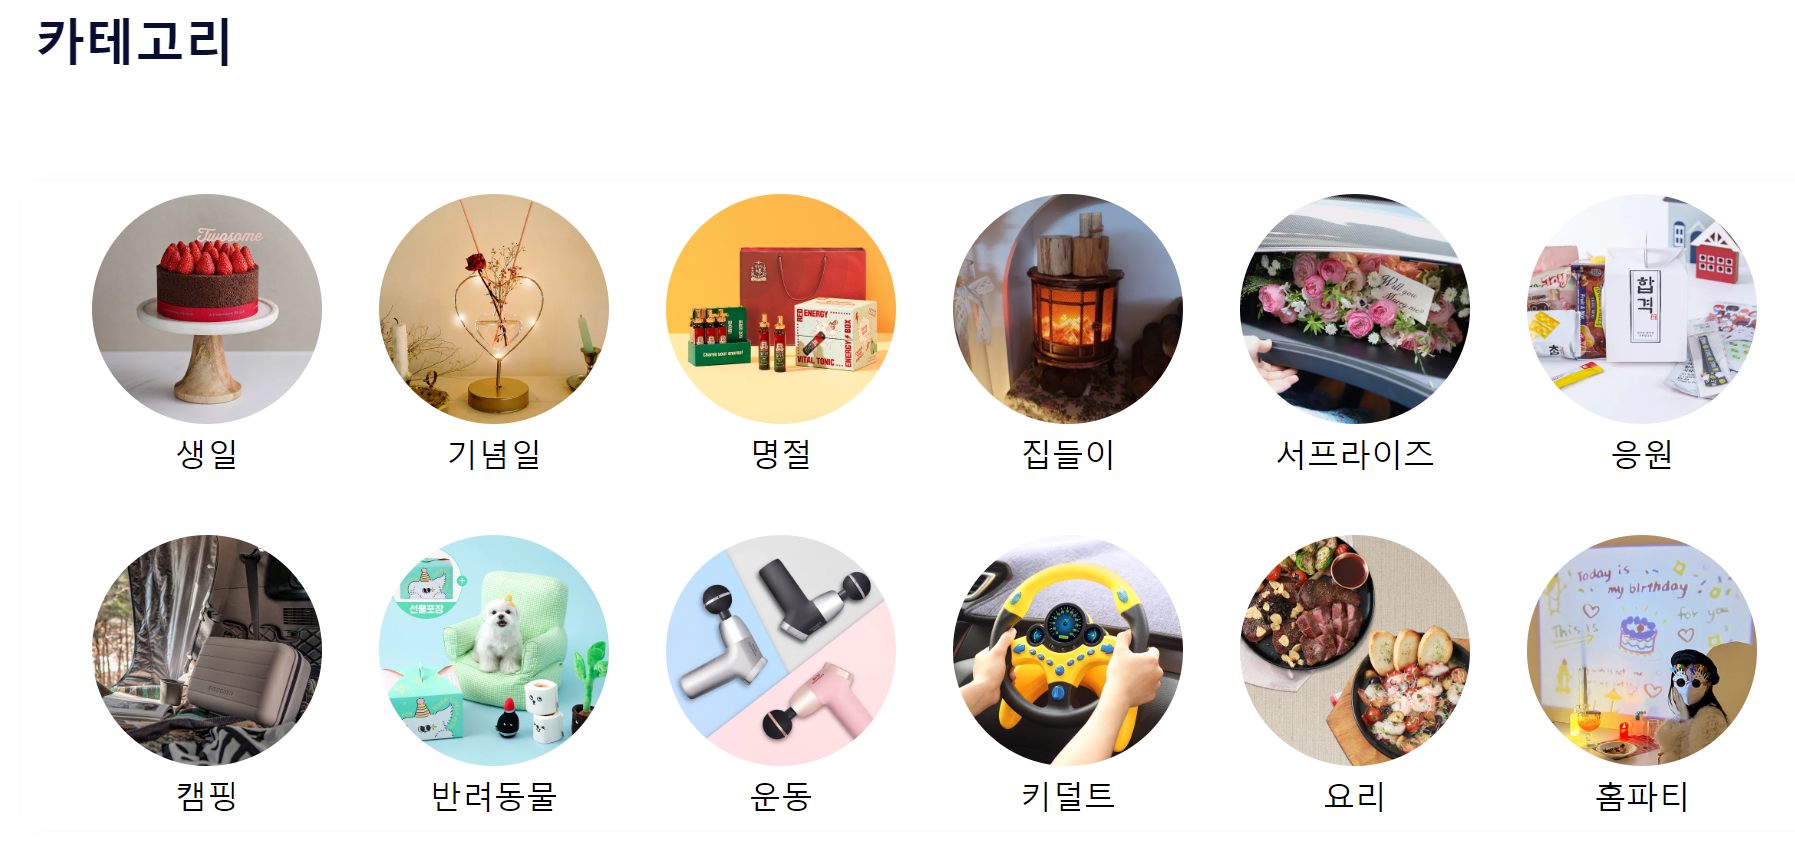 카테고리
Twosome
RED ENERGY
ENERGY BOX
VITAL TONIC
Will you
Marry me?
합격
생일
기념일
명절
집들이
서프라이즈
응원
선물포장
Today is
my birthday
for you
This is
캠핑
반려동물
운동
키덜트
요리
홈파티